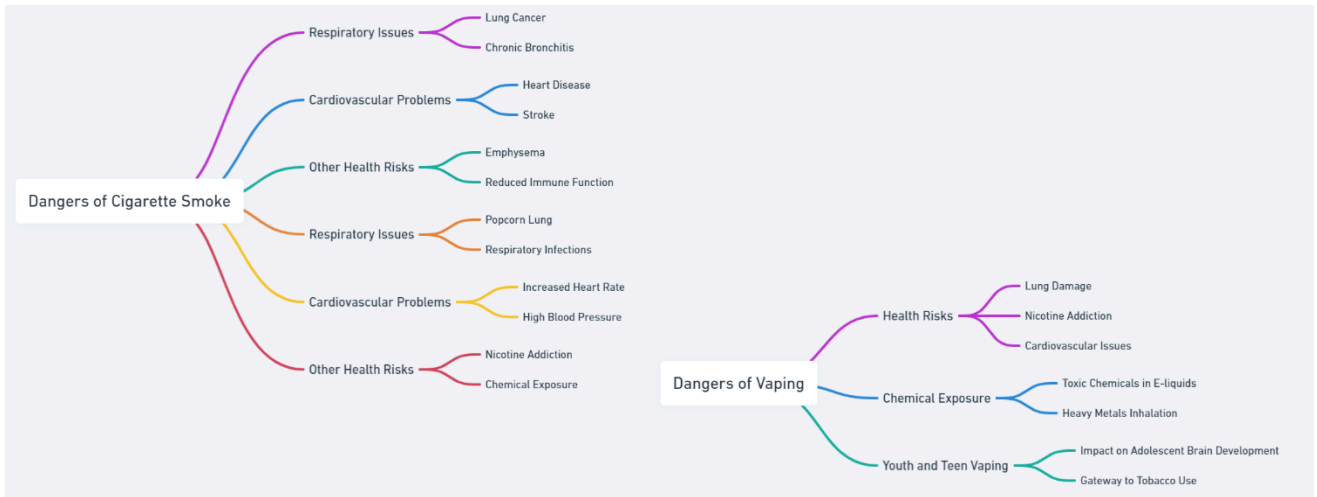 Dangers of Cigarette Smoke
Respiratory Issues
Lung Cancer
Chronic Bronchitis
Cardiovascular Problems
Heart Disease
Stroke
Other Health Risks
Emphysema
Reduced Immune Function
Respiratory Issues
Popcorn Lung
Respiratory Infections
Cardiovascular Problems
Increased Heart Rate
High Blood Pressure
Other Health Risks
Nicotine Addiction
Chemical Exposure
Dangers of Vaping
Health Risks
Lung Damage
Nicotine Addiction
Cardiovascular Issues
Chemical Exposure
Toxic Chemicals in E-liquids
Heavy Metals Inhalation
Youth and Teen Vaping
Impact on Adolescent Brain Development
Gateway to Tobacco Use